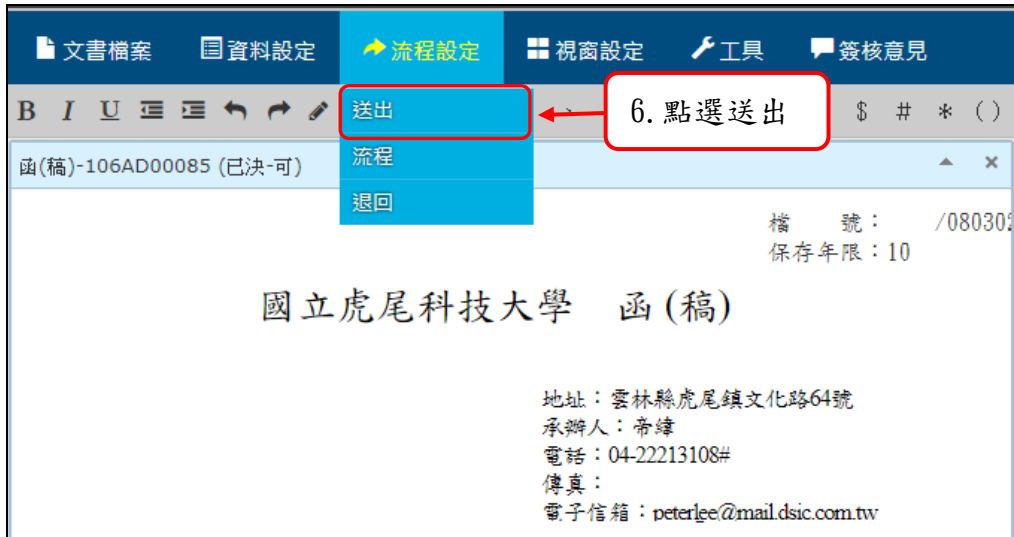 文書檔案 資料設定 流程設定 視窗設定 工具 簽核意見
B I U $ # * ( )
送出
6.點選送出
函(稿)-106AD00085 (已決-可)
流程
退回
檔 號： /080302
保存年限：10
國立虎尾科技大學 函(稿)
地址：雲林縣虎尾鎮文化路64號
承辦人：帝緯
電話：04-22213108#
傳真：
電子信箱：peterlee@mail.dsic.com.tw